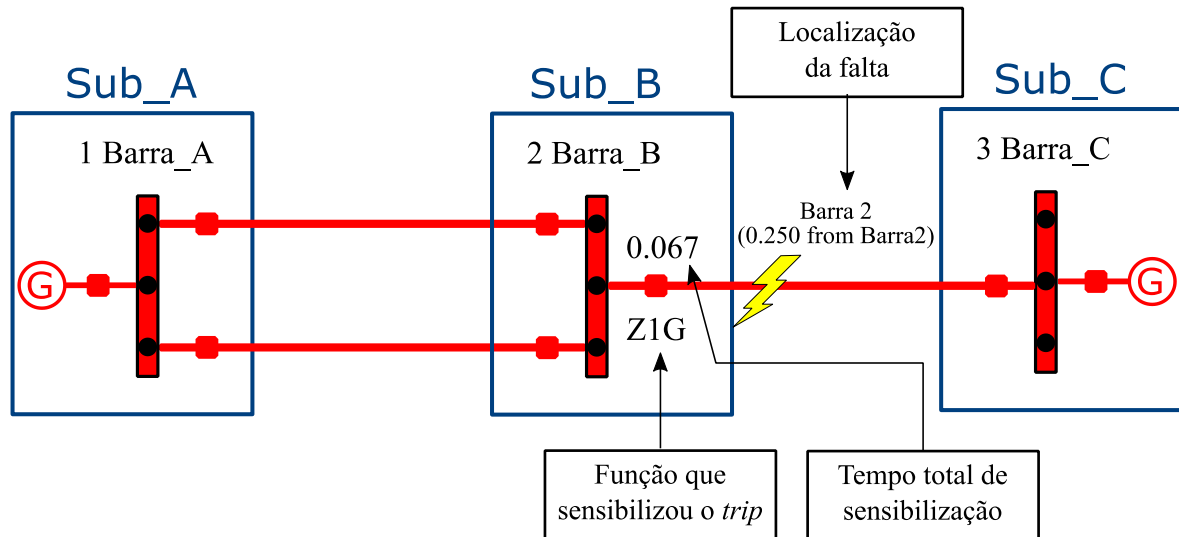 Localização
da falta
Sub_A
Sub_B
Sub_C
1 Barra_A
2 Barra_B
3 Barra_C
Barra 2
(0.250 from Barra2)
0.067
G
G
Z1G
Função que
sensibilizou o trip
Tempo total de
sensibilização